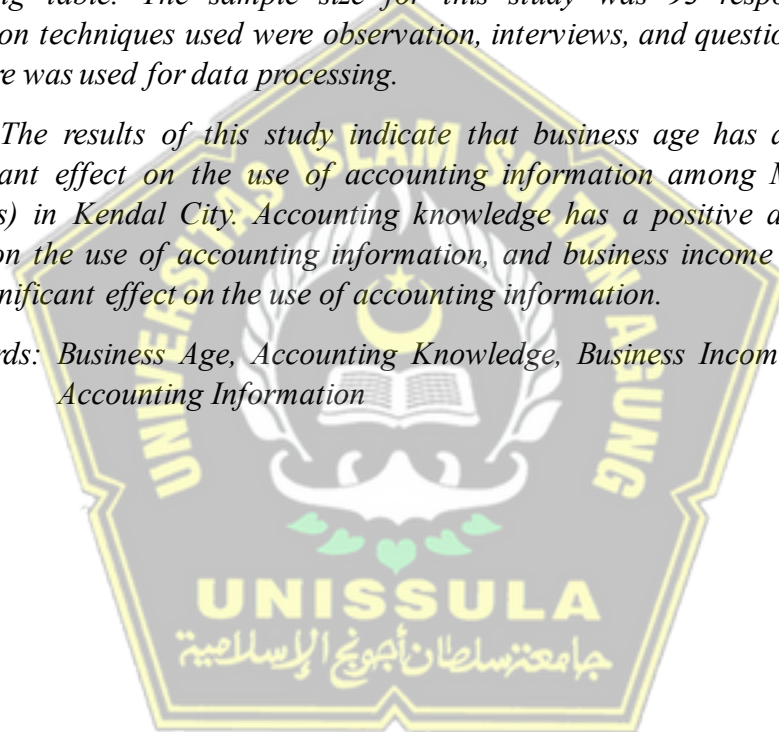 ng table. The sample size for this study was respo
on techniques used were observation, interviews, and questio
re was used for data processing.
The results of this study indicate that business age has a
ant effect on the use of accounting information among M
s) in Kendal City. Accounting knowledge has a positive a
on the use of accounting information, and business income
nificant effect on the use of accounting information.
rds: Business Age, Accounting Knowledge, Business Incom
Accounting Information
UNIVERSITAS ISLAM SULTAN AGUNG
UNISSULA
جامعة سلطان أجونج الإسلامية